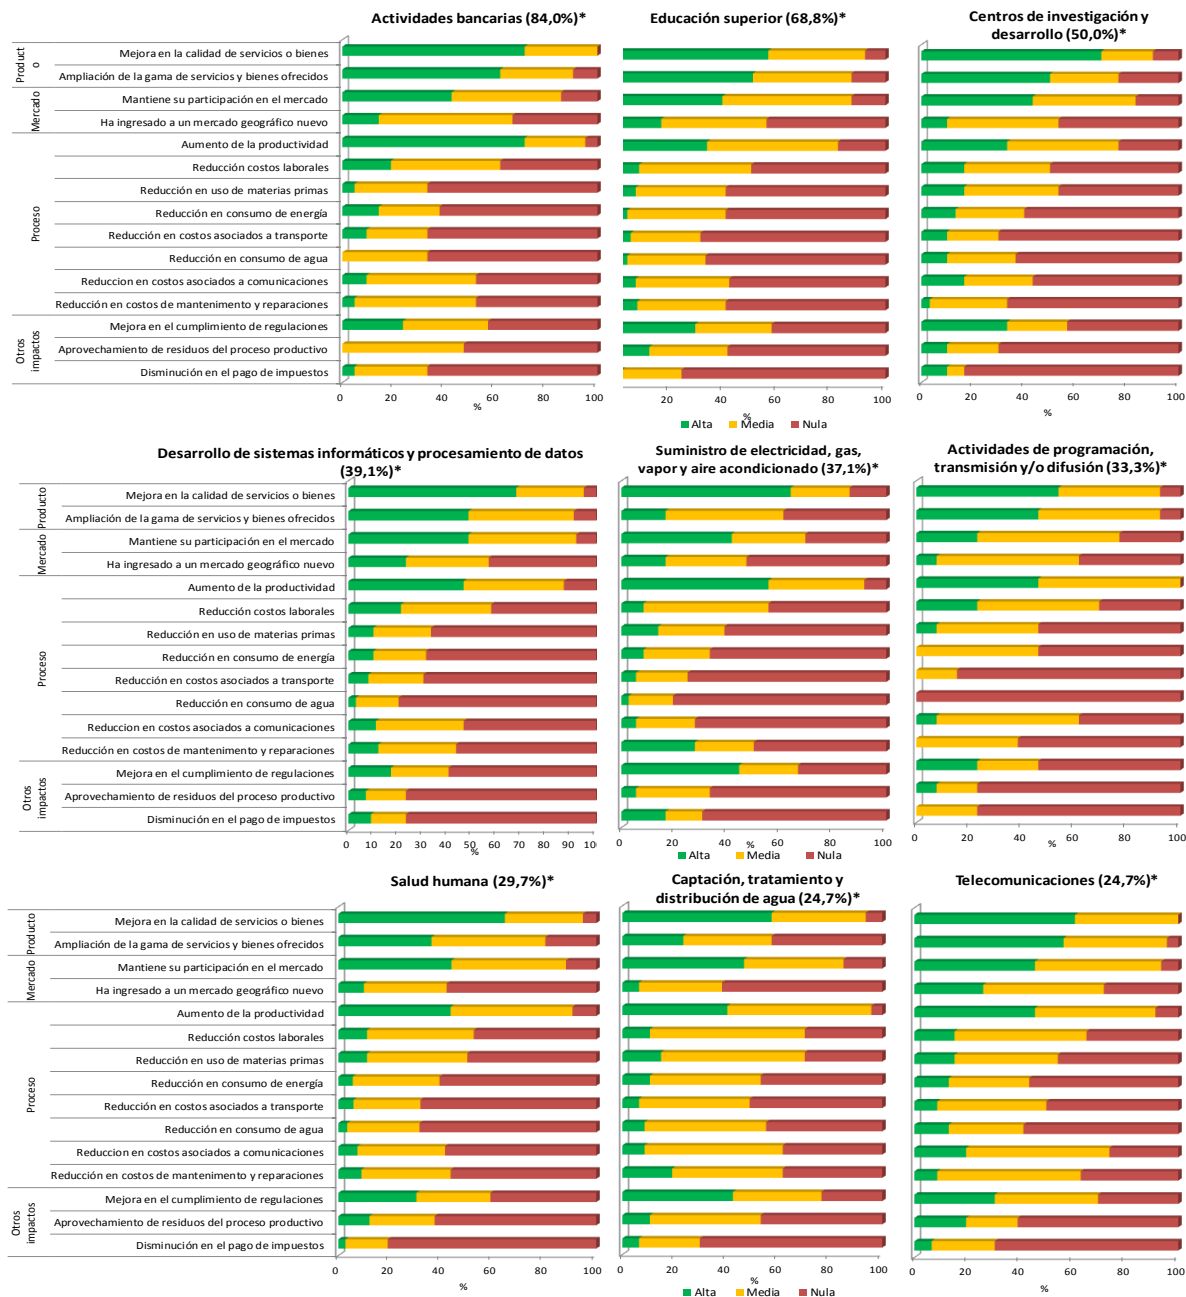 Actividades bancarias (84,0%)*
Educación superior (68,8%)*
Centros de investigación y
desarrollo (50,0%)*
Product
o
Mejora en la calidad de servicios o bienes
Ampliación de la gama de servicios y bienes ofrecidos
Mercado
Mantiene su participación en el mercado
Ha ingresado a un mercado geográfico nuevo
Proceso
Aumento de la productividad
Reducción costos laborales
Reducción en uso de materias primas
Reducción en consumo de energía
Reducción en costos asociados a transporte
Reducción en consumo de agua
Reduccion en costos asociados a comunicaciones
Reducción en costos de mantenimento y reparaciones
Otros
impactos
Mejora en el cumplimiento de regulaciones
Aprovechamiento de residuos del proceso productivo
Disminución en el pago de impuestos
0 20 40 60 80 100
%
20 40 60 80 100
%
0 20 40 60 80 100
%
Alta Media Nula
Desarrollo de sistemas informáticos y procesamiento de datos
(39,1%)*
Suministro de electricidad, gas,
vapor y aire acondicionado (37,1%)*
Actividades de programación,
transmisión y/o difusión (33,3%)*
Producto
Mejora en la calidad de servicios o bienes
Ampliación de la gama de servicios y bienes ofrecidos
Mercado
Mantiene su participación en el mercado
Ha ingresado a un mercado geográfico nuevo
Proceso
Aumento de la productividad
Reducción costos laborales
Reducción en uso de materias primas
Reducción en consumo de energía
Reducción en costos asociados a transporte
Reducción en consumo de agua
Reduccion en costos asociados a comunicaciones
Reducción en costos de mantenimento y reparaciones
Otros
impactos
Mejora en el cumplimiento de regulaciones
Aprovechamiento de residuos del proceso productivo
Disminución en el pago de impuestos
0 10 20 30 40 50 60 70 80 90 100
%
0 20 40 60 80 100
%
0 20 40 60 80 100
%
Alta Media Nula
Salud humana (29,7%)*
Captación, tratamiento y
distribución de agua (24,7%)*
Telecomunicaciones (24,7%)*
Producto
Mejora en la calidad de servicios o bienes
Ampliación de la gama de servicios y bienes ofrecidos
Mercado
Mantiene su participación en el mercado
Ha ingresado a un mercado geográfico nuevo
Proceso
Aumento de la productividad
Reducción costos laborales
Reducción en uso de materias primas
Reducción en consumo de energía
Reducción en costos asociados a transporte
Reducción en consumo de agua
Reduccion en costos asociados a comunicaciones
Reducción en costos de mantenimento y reparaciones
Otros
impactos
Mejora en el cumplimiento de regulaciones
Aprovechamiento de residuos del proceso productivo
Disminución en el pago de impuestos
0 20 40 60 80 100
%
0 20 40 60 80 100
%
0 20 40 60 80 100
%
Alta Media Nula